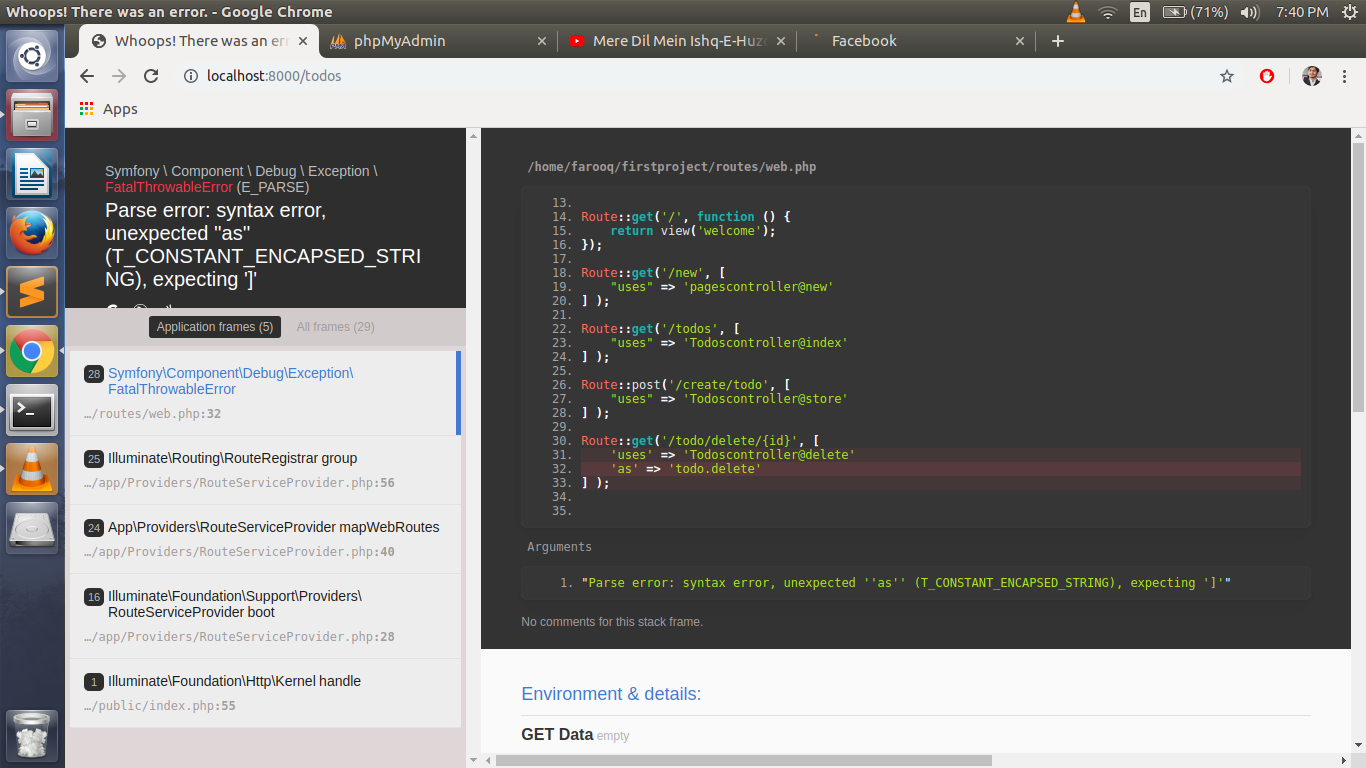 Whoops! There was an error. - Google Chrome
En
(71%)
7:40 PM
Whoops! There was an err
phpMyAdmin
Mere Dil Mein Ishq-E-Huz
Facebook
localhost:8000/todos
Apps
Symfony \ Component \ Debug \ Exception \
FatalThrowableError (E_PARSE)
Parse error: syntax error,
unexpected ''as''
(T_CONSTANT_ENCAPSED_STRI
NG), expecting ']'
Application frames (5)
All frames (29)
28 Symfony\Component\Debug\Exception\
FatalThrowableError
…/routes/web.php:32
25 Illuminate\Routing\RouteRegistrar group
…/app/Providers/RouteServiceProvider.php:56
24 App\Providers\RouteServiceProvider mapWebRoutes
…/app/Providers/RouteServiceProvider.php:40
16 Illuminate\Foundation\Support\Providers\
RouteServiceProvider boot
…/app/Providers/RouteServiceProvider.php:28
1 Illuminate\Foundation\Http\Kernel handle
…/public/index.php:55
/home/farooq/firstproject/routes/web.php
13.
14. Route::get('/', function () {
15.     return view('welcome');
16. });
17.
18. Route::get('/new', [
19.     "uses" => 'pagescontroller@new'
20. ] );
21.
22. Route::get('/todos', [
23.     "uses" => 'Todoscontroller@index'
24. ] );
25.
26. Route::post('/create/todo', [
27.     "uses" => 'Todoscontroller@store'
28. ] );
29.
30. Route::get('/todo/delete/{id}', [
31.     'uses' => 'Todoscontroller@delete'
32.     'as' => 'todo.delete'
33. ] );
34.
35.
Arguments
1. "Parse error: syntax error, unexpected ''as'' (T_CONSTANT_ENCAPSED_STRING), expecting ']'"
No comments for this stack frame.
Environment & details:
GET Data empty